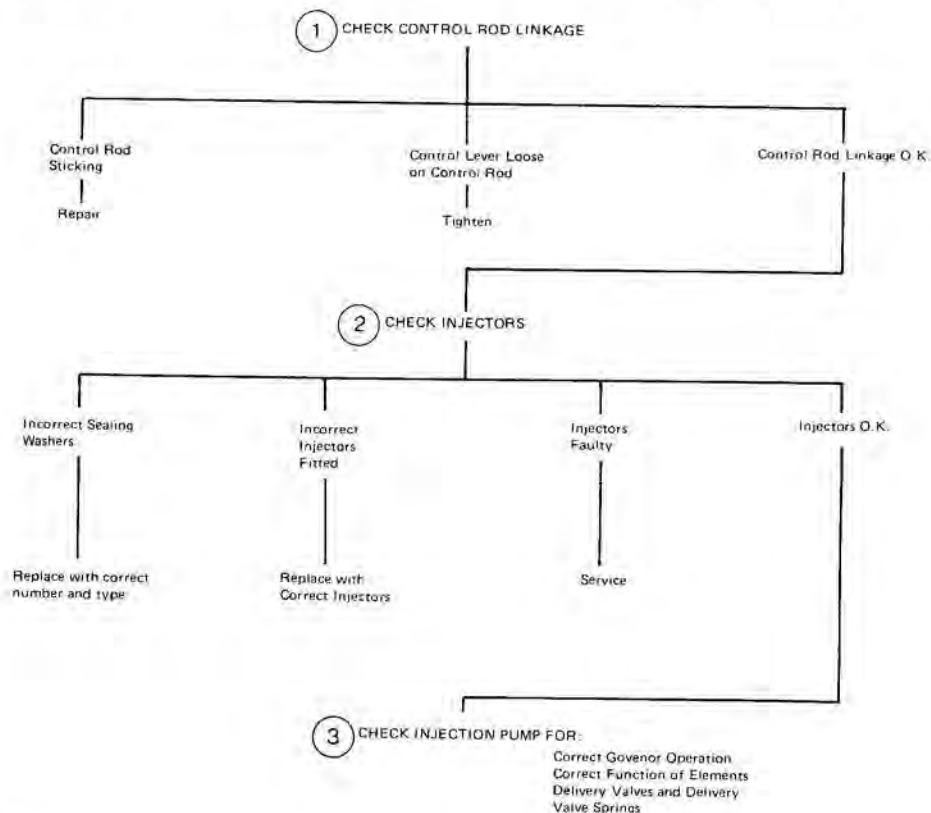 1 CHECK CONTROL ROD LINKAGE
Control Rod
Sticking
Repair
Control Lever Loose
on Control Rod
Tighten
Control Rod Linkage O.K.
2 CHECK INJECTORS
Incorrect Sealing
Washers
Replace with correct
number and type
Incorrect
Injectors
Fitted
Replace with
Correct Injectors
Injectors
Faulty
Service
Injectors O.K.
3 CHECK INJECTION PUMP FOR:
Correct Govenor Operation
Correct Function of Elements
Delivery Valves and Delivery
Valve Springs